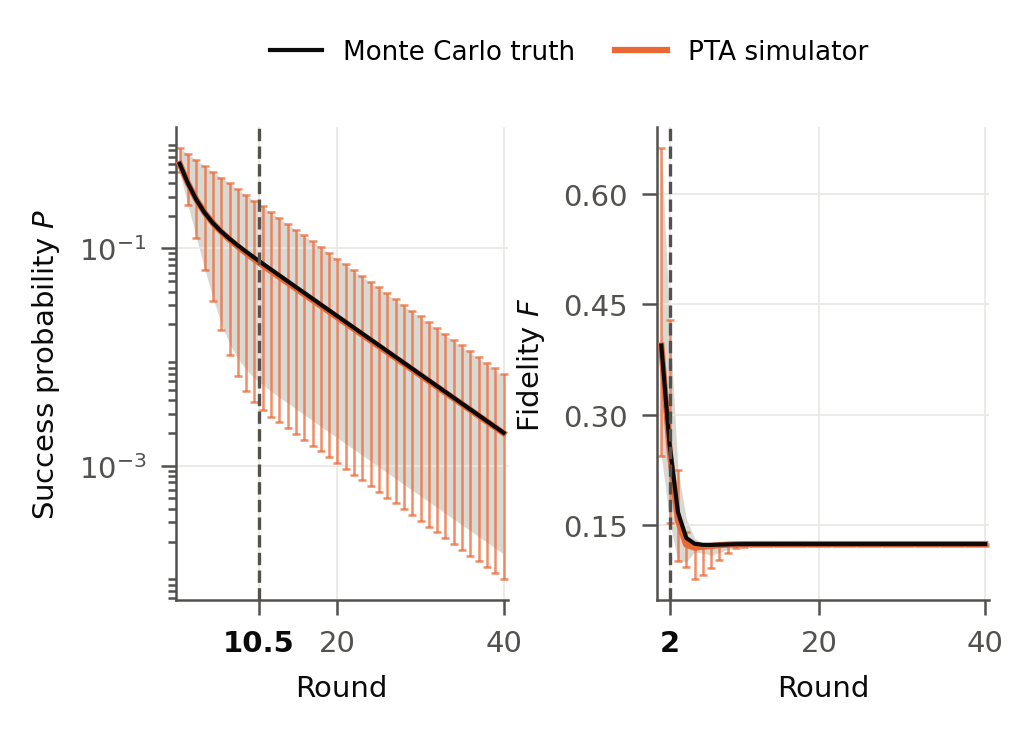 Monte Carlo truth PTA simulator
Success probability P
10⁻¹
10⁻³
10.5 20 40
Round
Fidelity F
0.60
0.45
0.30
0.15
2 20 40
Round